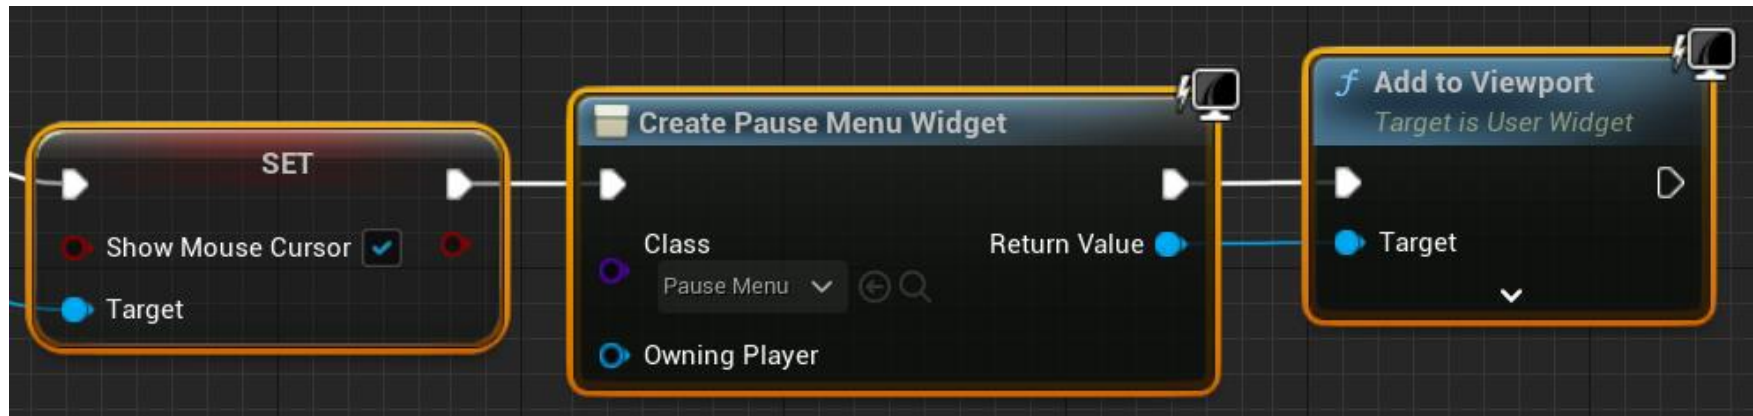 SET
Show Mouse Cursor
Target
Create Pause Menu Widget
Class
Pause Menu
Return Value
Owning Player
f Add to Viewport
Target is User Widget
Target